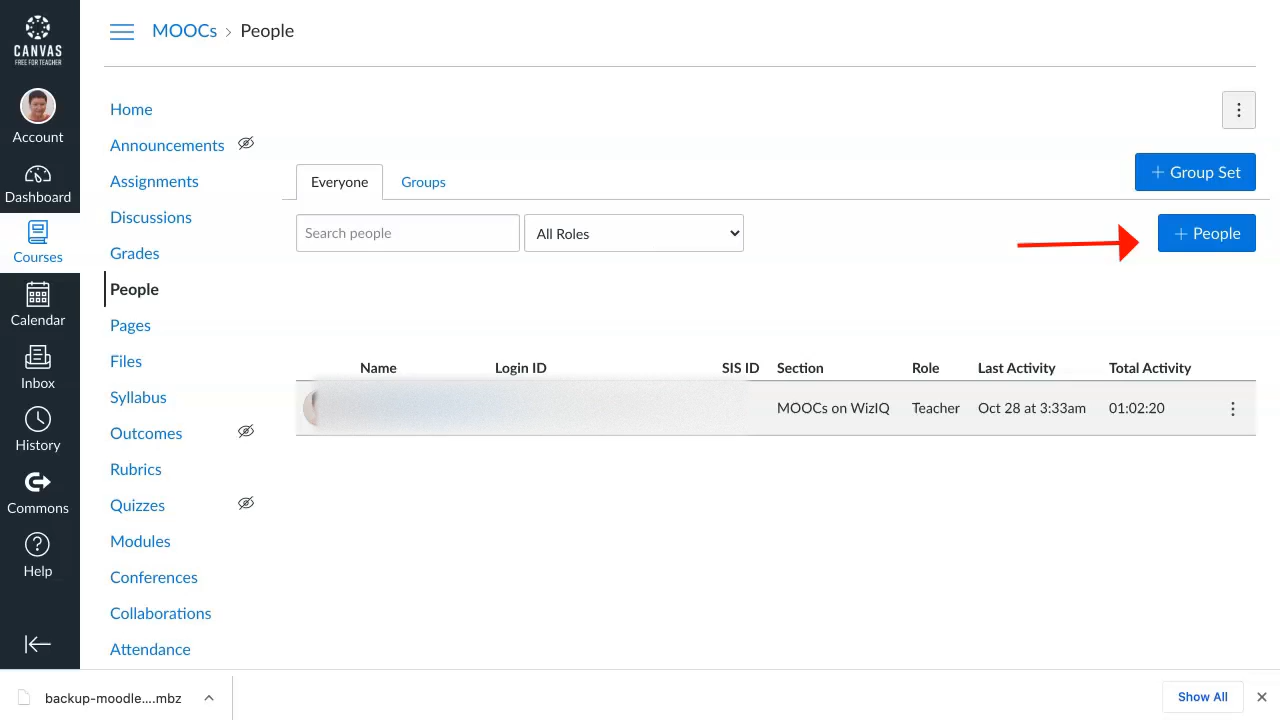 CANVAS
FREE FOR TEACHER
Account
Dashboard
Courses
Calendar
Inbox
History
Commons
Help
MOOCs › People
Home
Announcements
Assignments
Discussions
Grades
People
Pages
Files
Syllabus
Outcomes
Rubrics
Quizzes
Modules
Conferences
Collaborations
Attendance
Everyone Groups
+ Group Set
Search people All Roles
+ People
Name Login ID SIS ID Section Role Last Activity Total Activity
MOOCs on WizIQ Teacher Oct 28 at 3:33am 01:02:20
backup-moodle....mbz
Show All